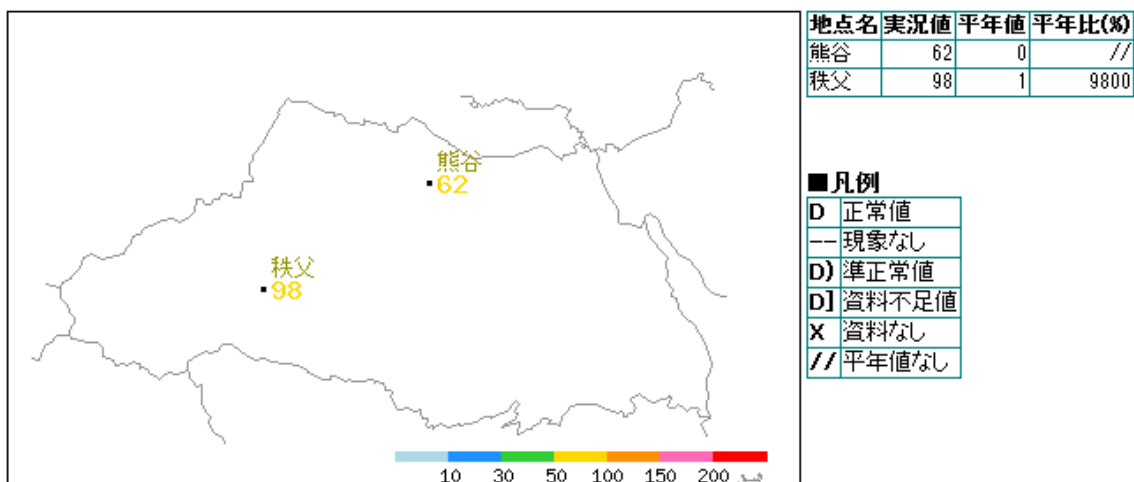 地点名 実況値 平年値 平年比(%)
熊谷 62 0 //
秩父 98 1 9800
熊谷
62
秩父
98
■凡例
D 正常値
-- 現象なし
D) 準正常値
D] 資料不足値
X 資料なし
// 平年値なし
10 30 50 100 150 200